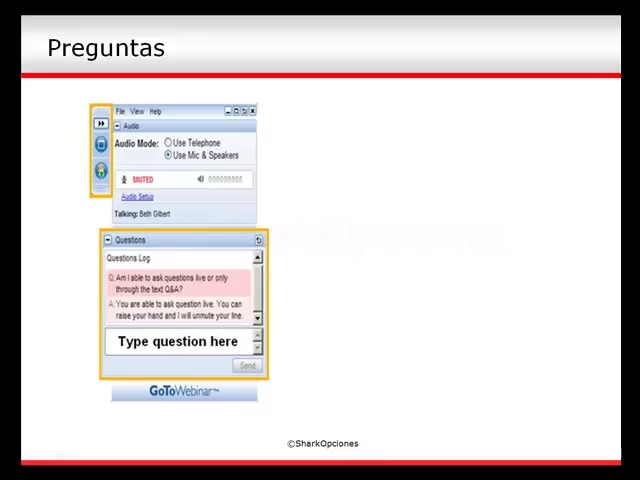 Preguntas
File View Help
Audio
Audio Mode: Use Telephone
Use Mic & Speakers
MUTED
Audio Setup
Talking: Beth Gilbert
Questions
Questions Log
Q: Am I able to ask questions live or only
through the text Q&A?
A: You are able to ask question live. You can
raise your hand and I will unmute your line.
Type question here
Send
GoToWebinar™
©SharkOpciones